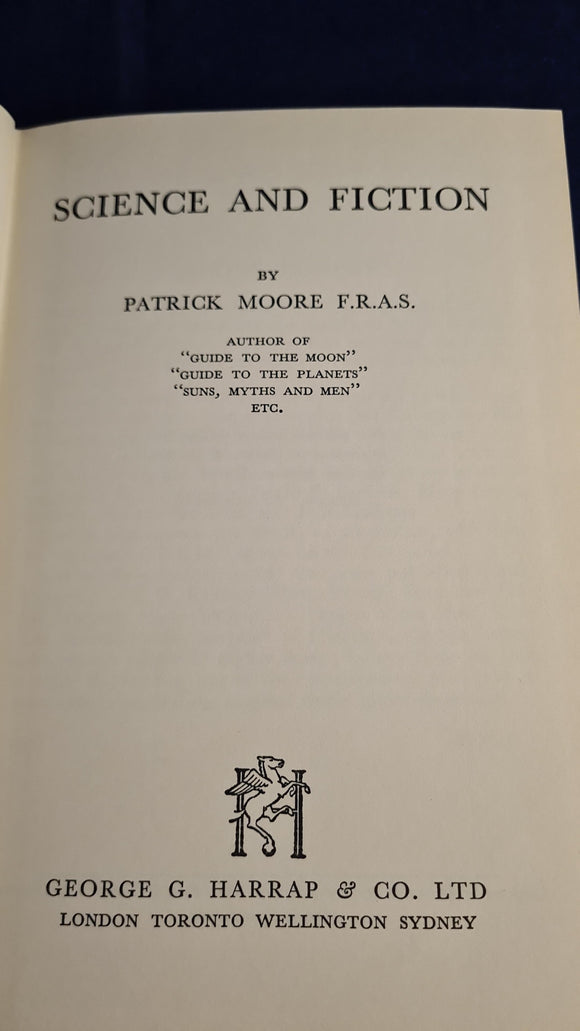 SCIENCE AND FICTION
BY
PATRICK MOORE F.R.A.S.
AUTHOR OF
“GUIDE TO THE MOON”
“GUIDE TO THE PLANETS”
“SUNS, MYTHS AND MEN”
ETC.
H
GEORGE G. HARRAP & CO. LTD
LONDON TORONTO WELLINGTON SYDNEY